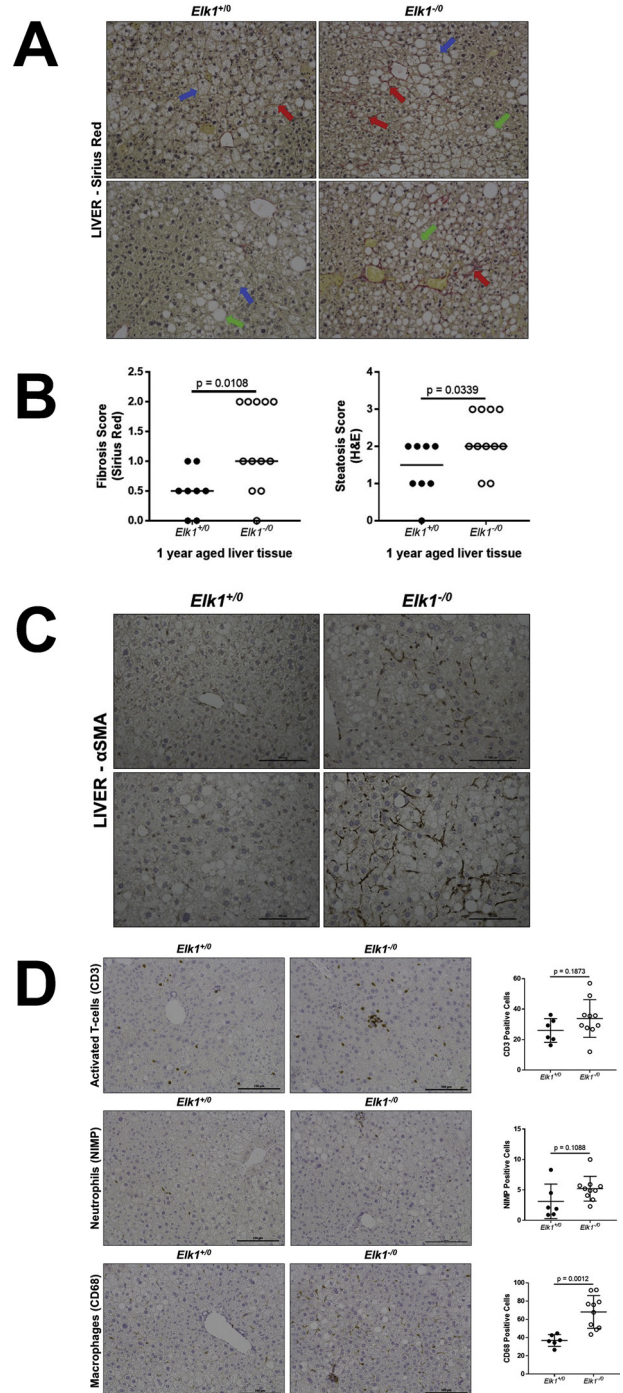 A
Elk1+/0
Elk1-/0
LIVER - Sirius Red
B
Fibrosis Score
(Sirius Red)
2.5
2.0
1.5
1.0
0.5
0.0
p = 0.0108
Elk1+/0
Elk1-/0
1 year aged liver tissue
Steatosis Score
(H&E)
4
3
2
1
0
p = 0.0339
Elk1+/0
Elk1-/0
1 year aged liver tissue
C
Elk1+/0
Elk1-/0
LIVER - αSMA
D
Elk1+/0
Elk1-/0
Activated T-cells (CD3)
CD3 Positive Cells
60
40
20
0
p = 0.1873
Elk1+/0
Elk1-/0
Elk1+/0
Elk1-/0
Neutrophils (NIMP)
NIMP Positive Cells
15
10
5
0
p = 0.1088
Elk1+/0
Elk1-/0
Elk1+/0
Elk1-/0
Macrophages (CD68)
CD68 Positive Cells
100
80
60
40
20
0
p = 0.0012
Elk1+/0
Elk1-/0